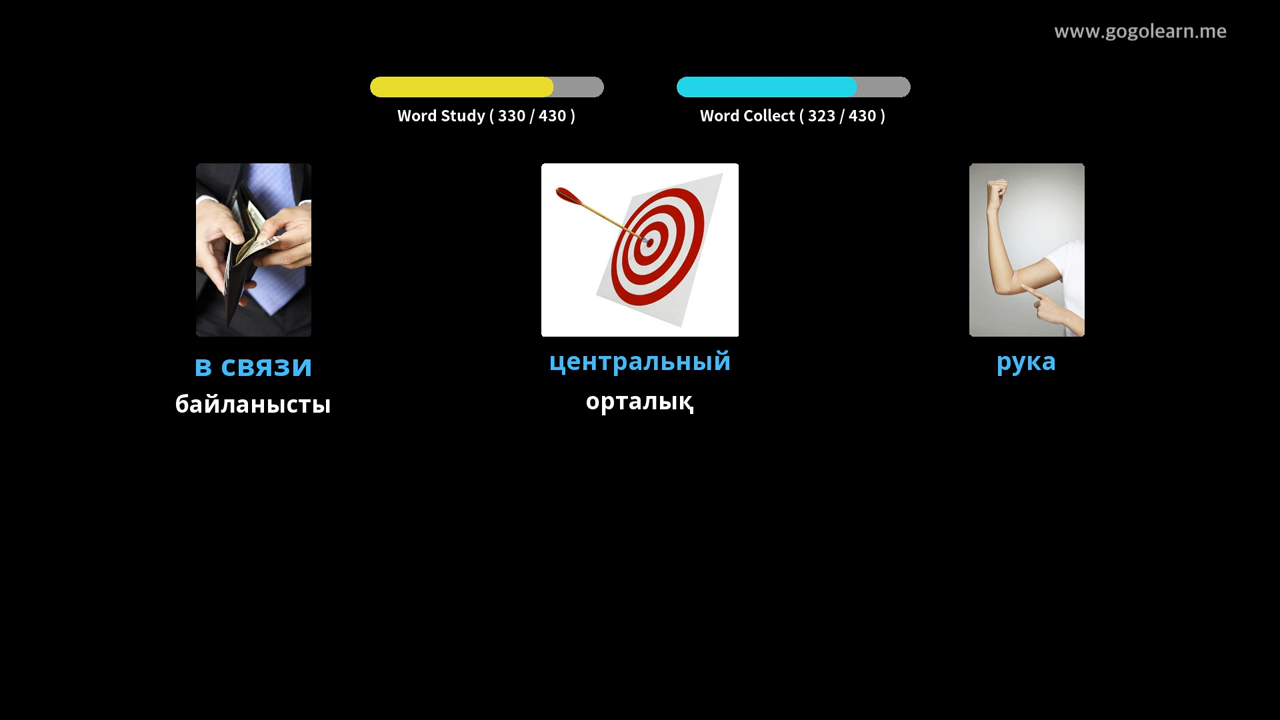 www.gogolearn.me
Word Study ( 330 / 430 )
Word Collect ( 323 / 430 )
в связи
байланысты
центральный
орталық
рука